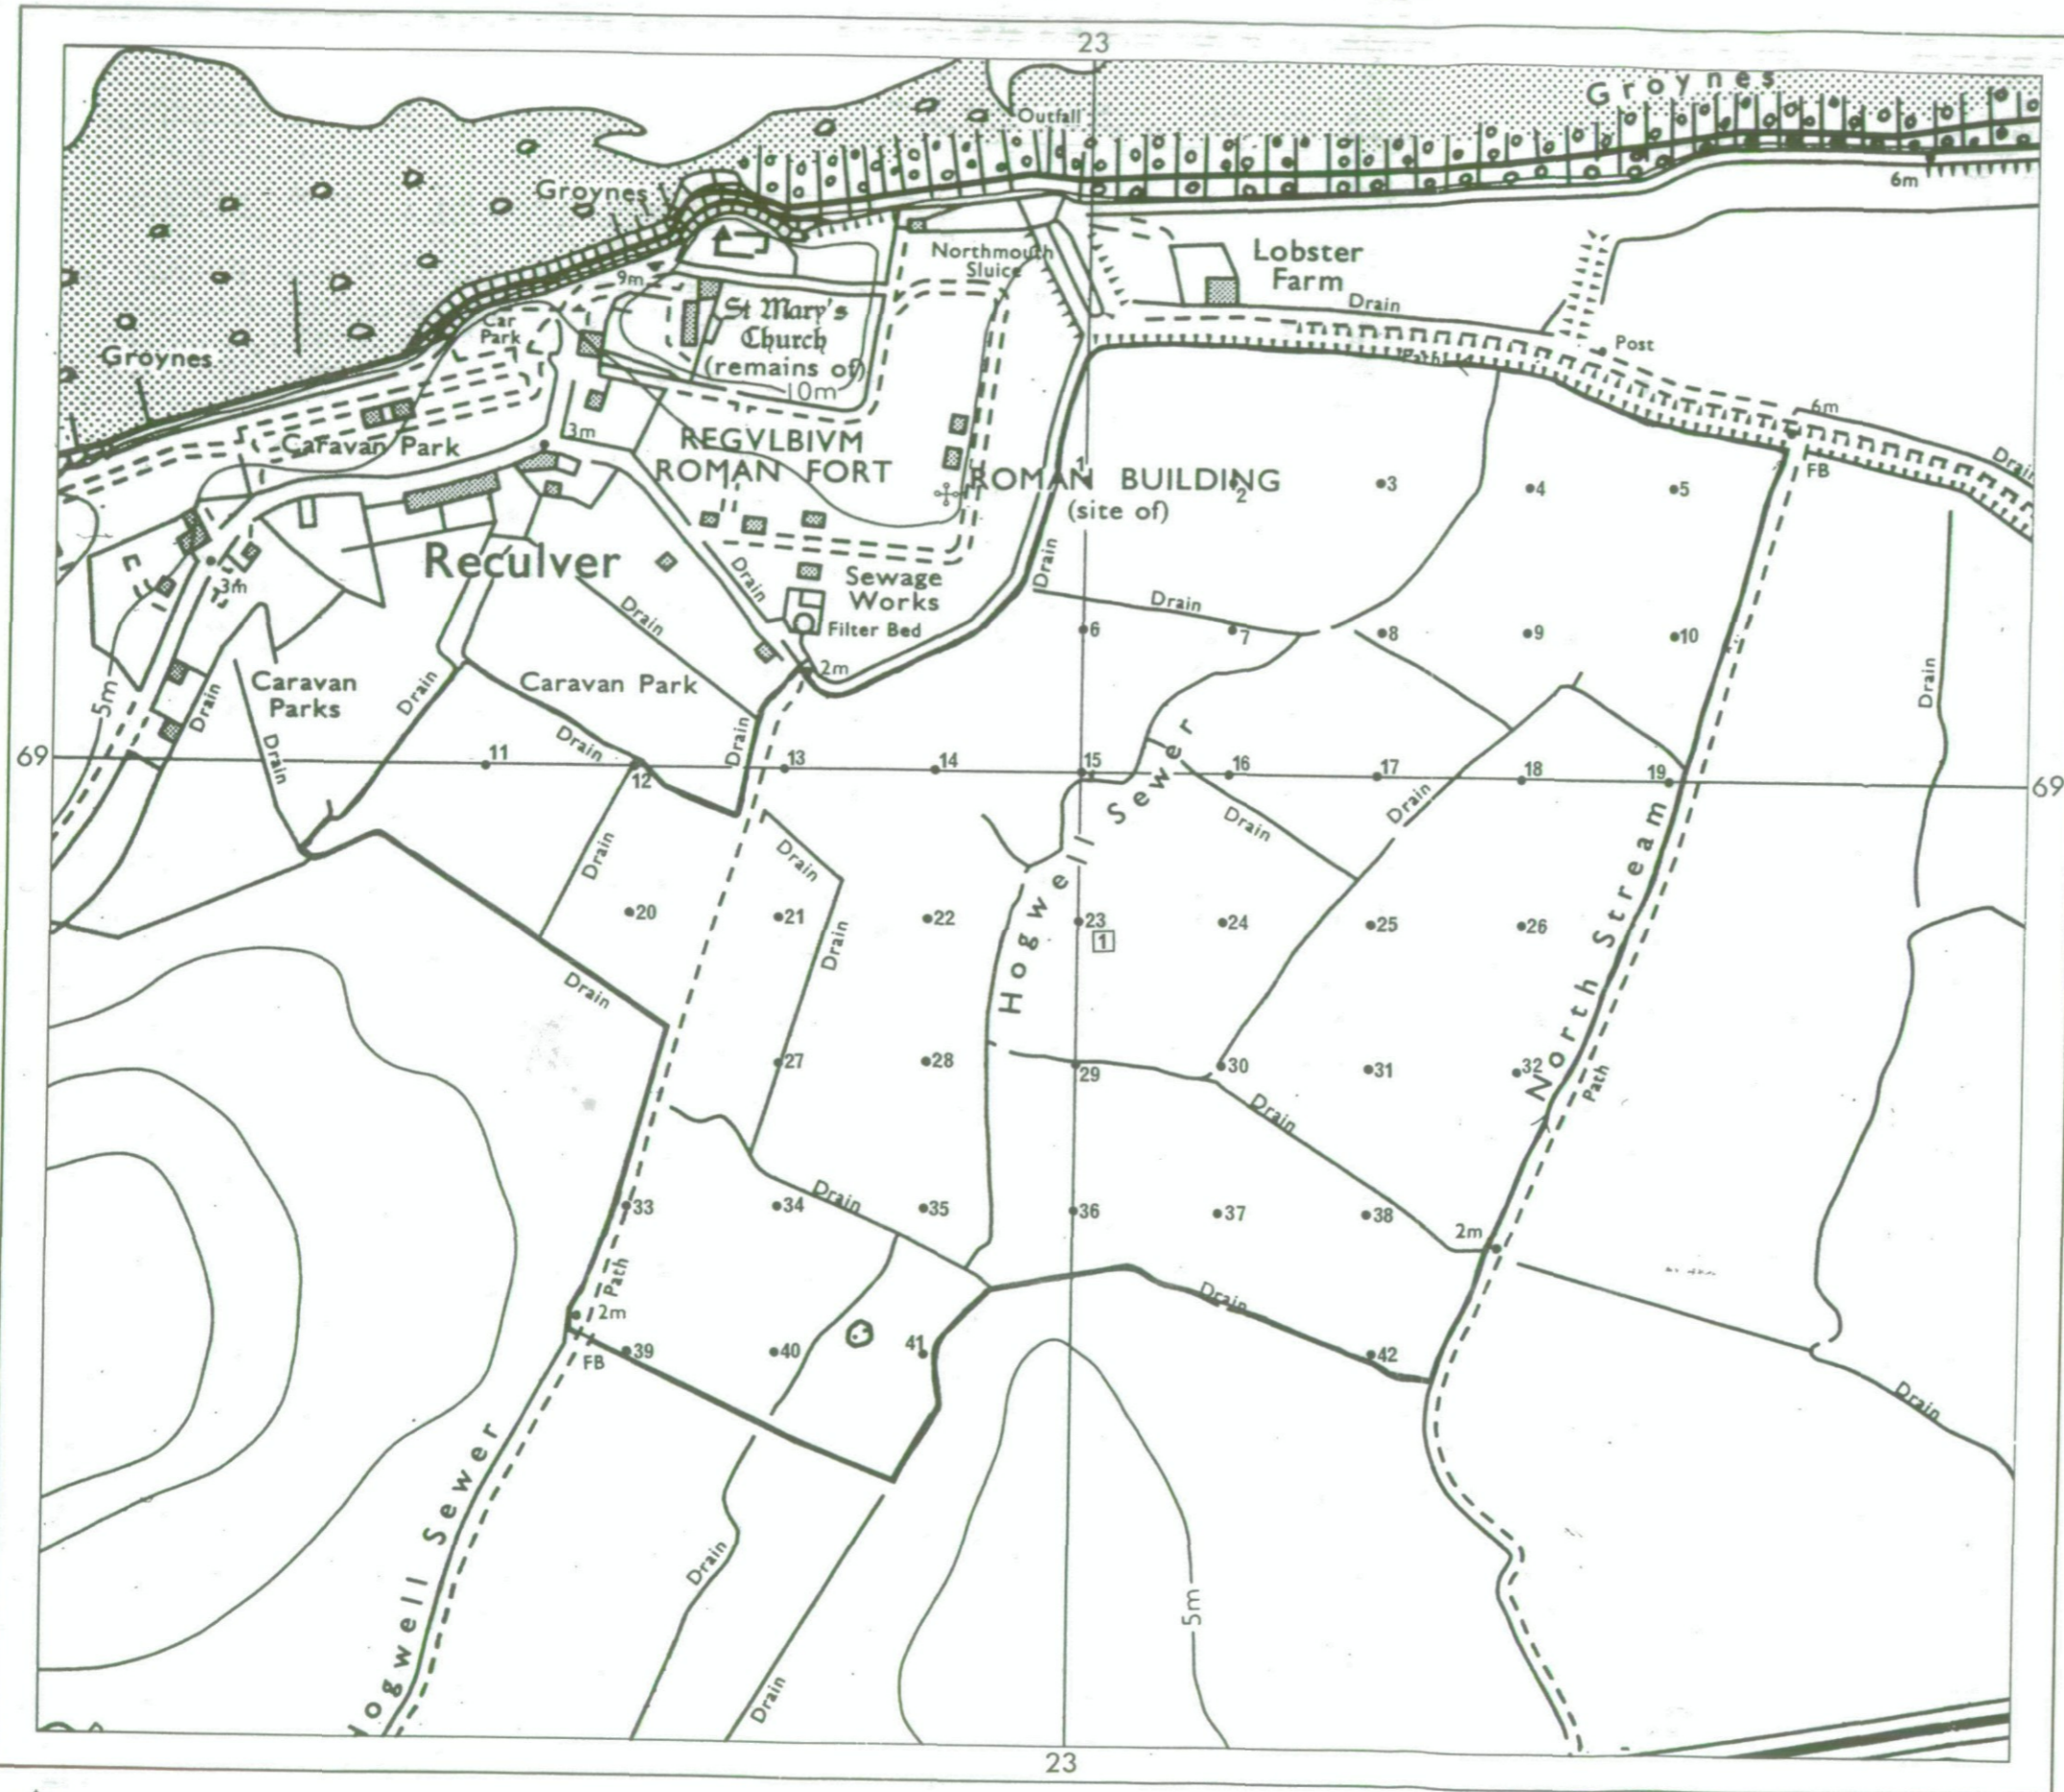 23
Groynes
Outfall
Groynes
6m
Northmouth
Sluice
Lobster
Farm
Drain
9m
St Mary's
Church
(remains of)
10m
Car
Park
Groynes
Post
Path
6m
Drain
FB
Caravan Park
3m
REGVLBIVM
ROMAN FORT
ROMAN BUILDING
(site of)
1
2
3
4
5
Reculver
3m
Drain
Drain
Sewage
Works
Filter Bed
2m
Drain
Drain
6
7
8
9
10
5m
Drain
Caravan
Parks
Drain
Drain
Caravan Park
Drain
Drain
Drain
69
11
12
13
14
15
16
17
18
19
69
Hogwell Sewer
Drain
Drain
Drain
Drain
20
21
22
23
24
25
26
1
Drain
Drain
North Stream
27
28
29
30
31
32
Path
Drain
33
34
35
36
37
38
Drain
2m
Path
2m
FB
Drain
39
40
41
42
Drain
Hogwell Sewer
Drain
Drain
5m
23